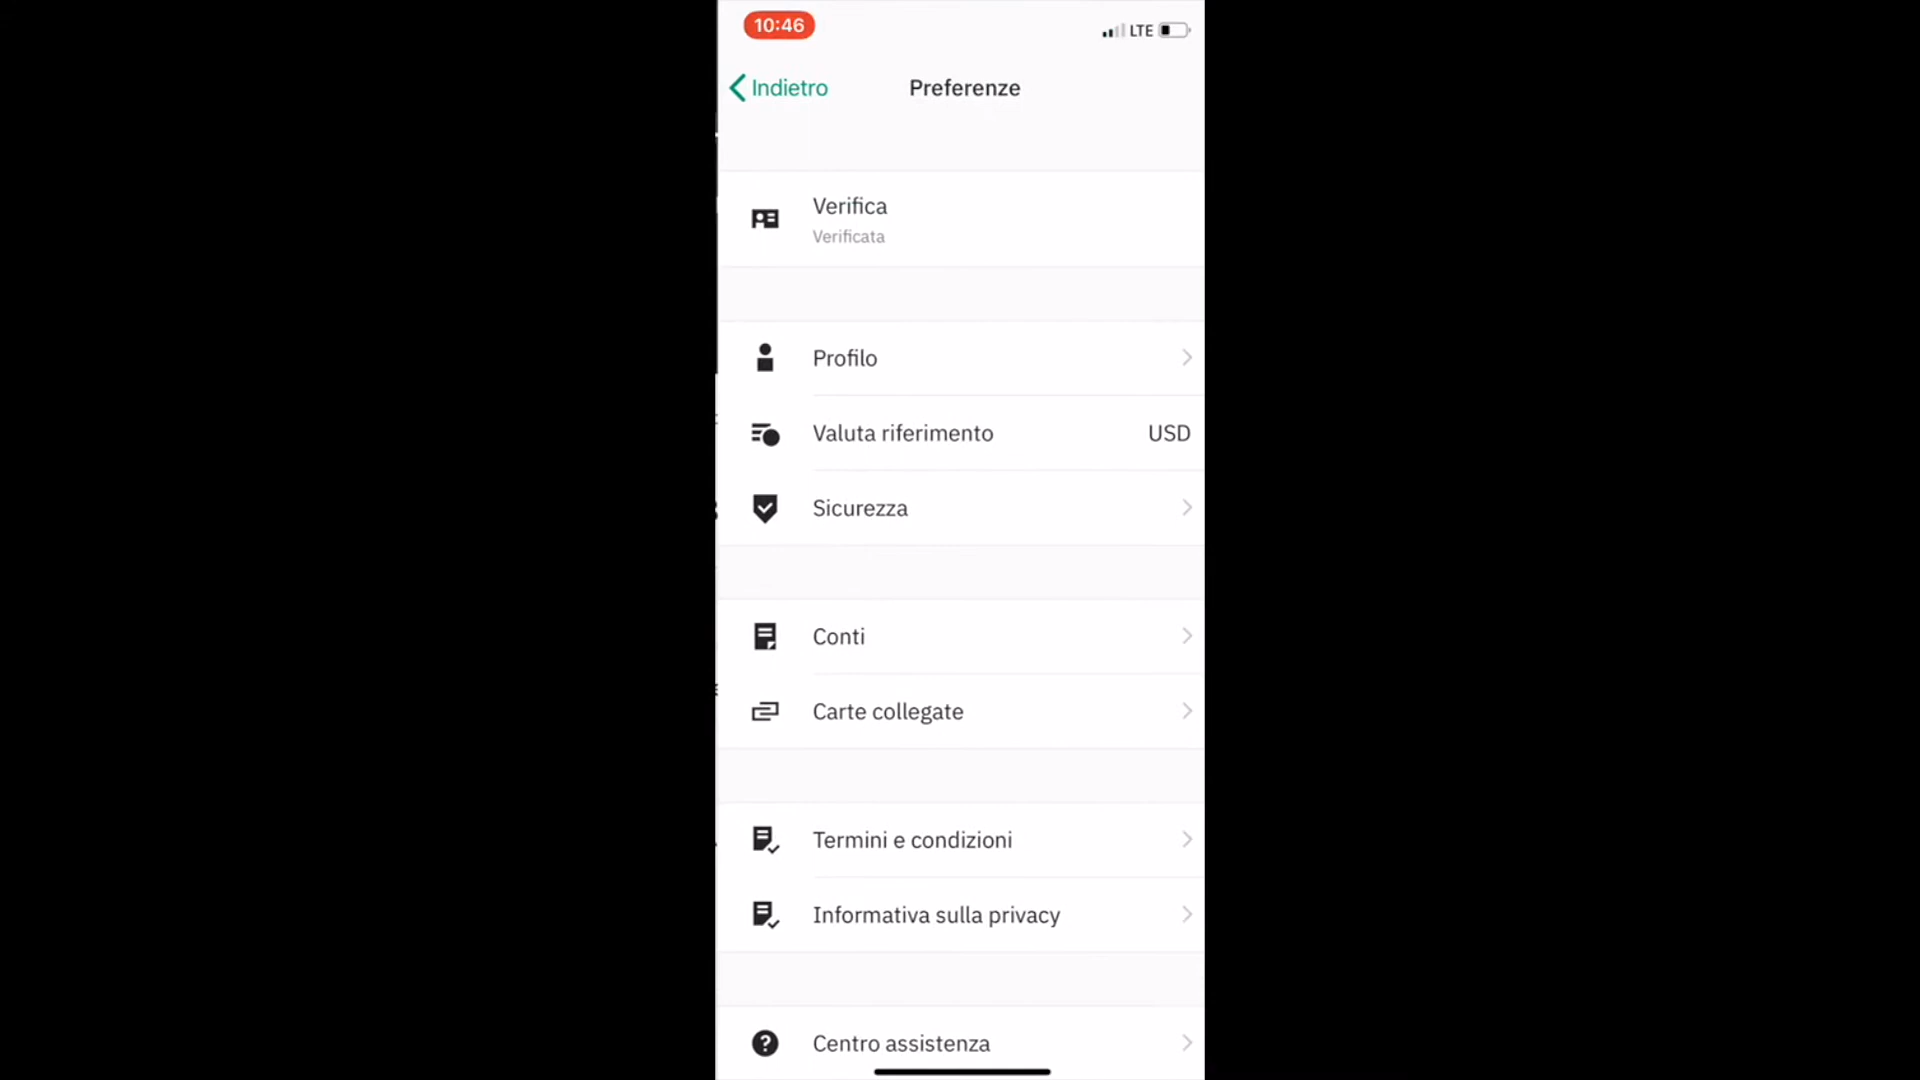 10:46
LTE
Indietro
Preferenze
Verifica
Verificata
Profilo
Valuta riferimento
USD
Sicurezza
Conti
Carte collegate
Termini e condizioni
Informativa sulla privacy
Centro assistenza